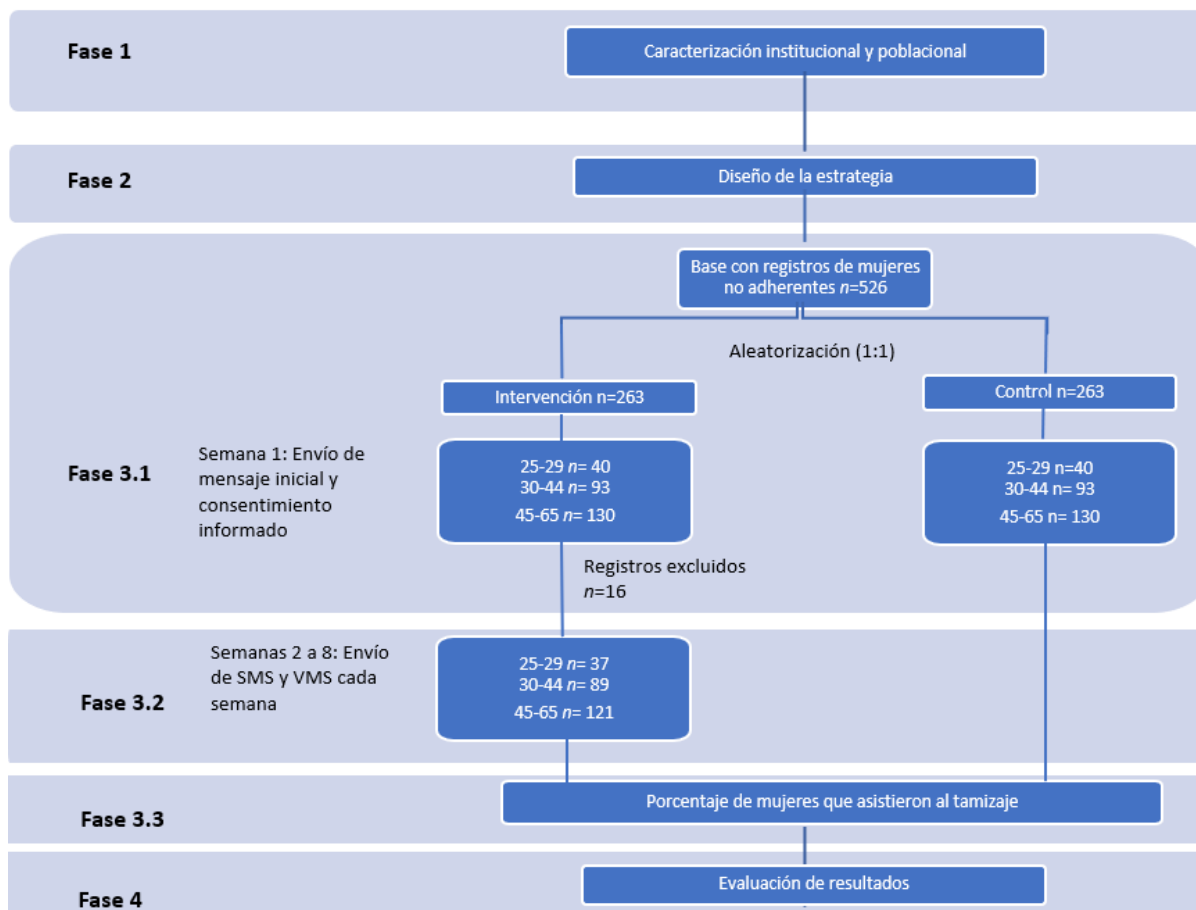 Fase 1
Caracterización institucional y poblacional
Fase 2
Diseño de la estrategia
Base con registros de mujeres
no adherentes n=526
Aleatorización (1:1)
Intervención n=263
Control n=263
Fase 3.1
Semana 1: Envío de
mensaje inicial y
consentimiento
informado
25-29 n= 40
30-44 n= 93
45-65 n= 130
25-29 n=40
30-44 n= 93
45-65 n= 130
Registros excluidos
n=16
Fase 3.2
Semanas 2 a 8: Envío
de SMS y VMS cada
semana
25-29 n= 37
30-44 n= 89
45-65 n= 121
Fase 3.3
Porcentaje de mujeres que asistieron al tamizaje
Fase 4
Evaluación de resultados